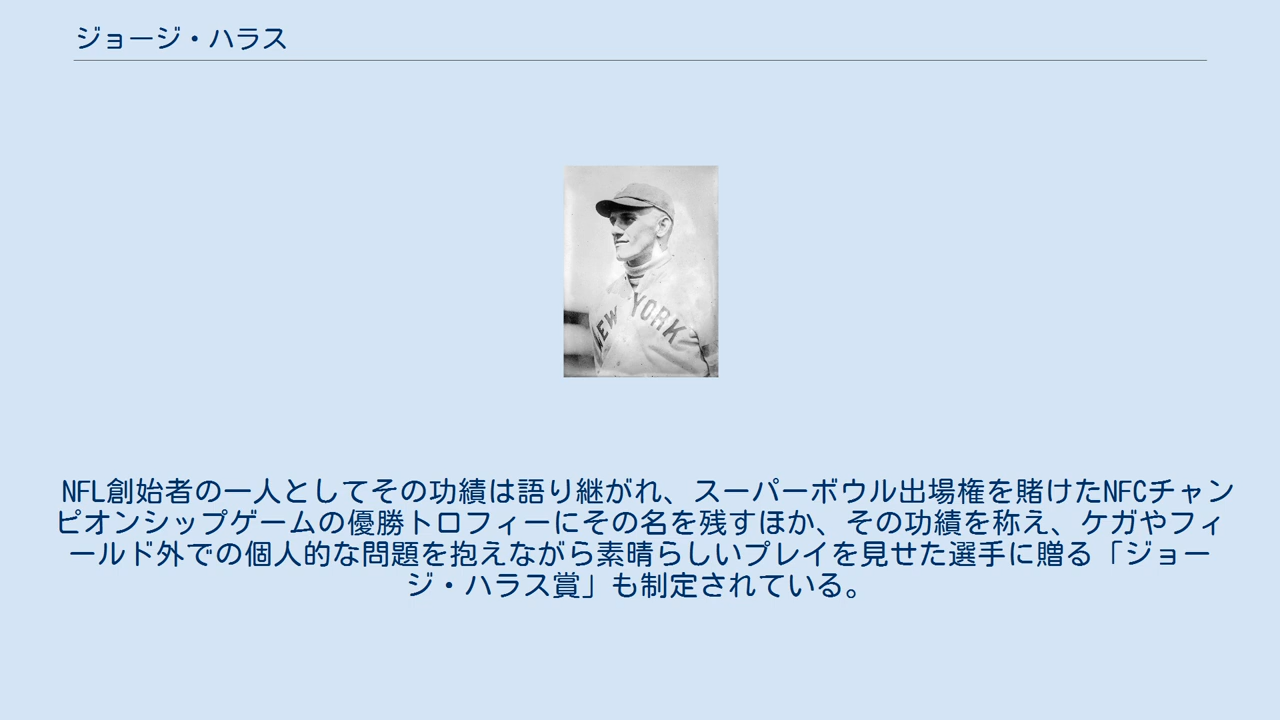 ジョージ・ハラス
NEW YORK
NFL創始者の一人としてその功績は語り継がれ、スーパーボウル出場権を賭けたNFCチャン
ピオンシップゲームの優勝トロフィーにその名を残すほか、その功績を称え、ケガやフィ
ールド外での個人的な問題を抱えながら素晴らしいプレイを見せた選手に贈る「ジョー
ジ・ハラス賞」も制定されている。